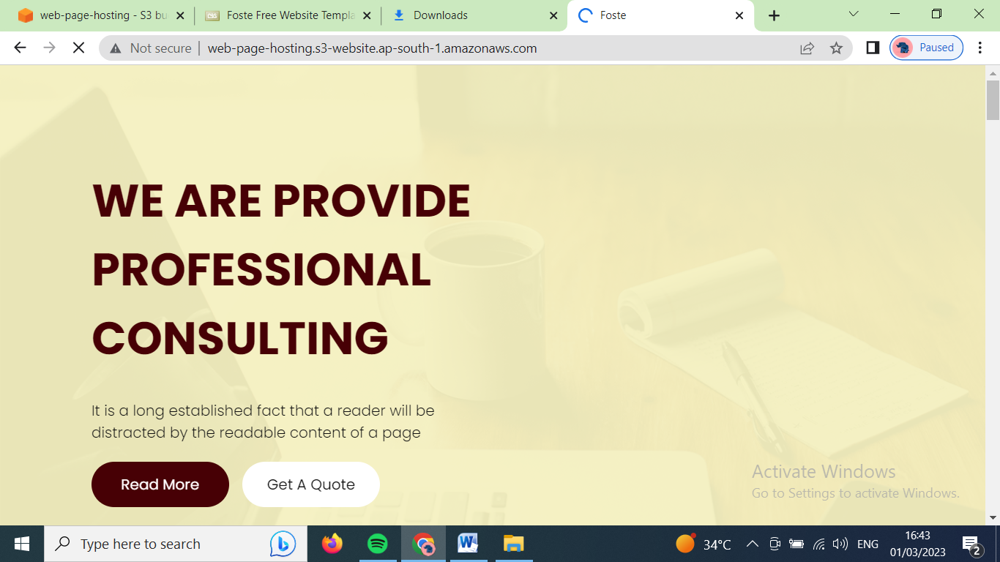 web-page-hosting - S3 bu
Foste Free Website Templa
Downloads
Foste
Not secure
web-page-hosting.s3-website.ap-south-1.amazonaws.com
Paused
WE ARE PROVIDE
PROFESSIONAL
CONSULTING
It is a long established fact that a reader will be
distracted by the readable content of a page
Read More
Get A Quote
Activate Windows
Go to Settings to activate Windows.
Type here to search
34°C
ENG
16:43
01/03/2023
2